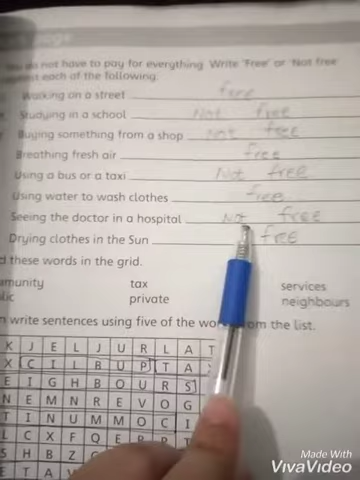 You do not have to pay for everything. Write 'Free' or 'Not free'
against each of the following:
Walking on a street free
Studying in a school Not free
Buying something from a shop Not free
Breathing fresh air free
Using a bus or a taxi Not free
Using water to wash clothes free
Seeing the doctor in a hospital Not free
Drying clothes in the Sun free
these words in the grid.
tax services
private neighbours
write sentences using five of the from the list.
K J E L J U R L A T
X C I L B U P T A
E I G H B O U R S
N E M N R E V O G
T I N U M M O C I
L C X F Q E
S H B Z
E T A
Made With
VivaVideo